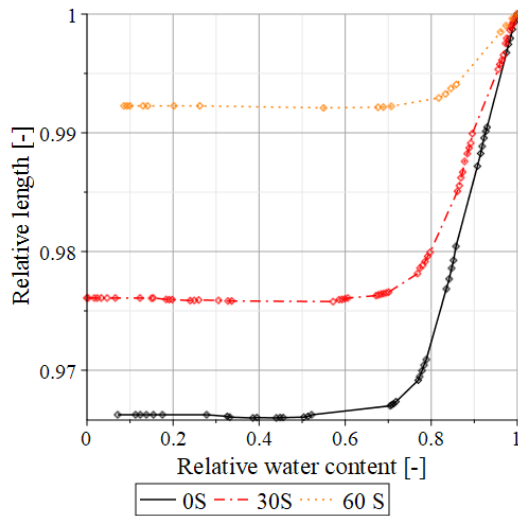 1
0.99
0.98
0.97
Relative length [-]
0 0.2 0.4 0.6 0.8 1
Relative water content [-]
0S 30S 60 S